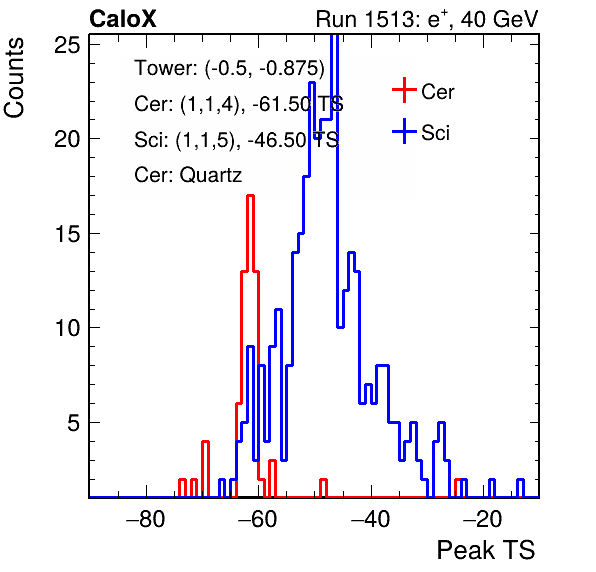 CaloX Run 1513: e⁺, 40 GeV
Counts
25
20
15
10
5
Tower: (-0.5, -0.875)
Cer: (1,1,4), -61.50 TS
Sci: (1,1,5), -46.50 TS
Cer: Quartz
Cer
Sci
−80 −60 −40 −20
Peak TS